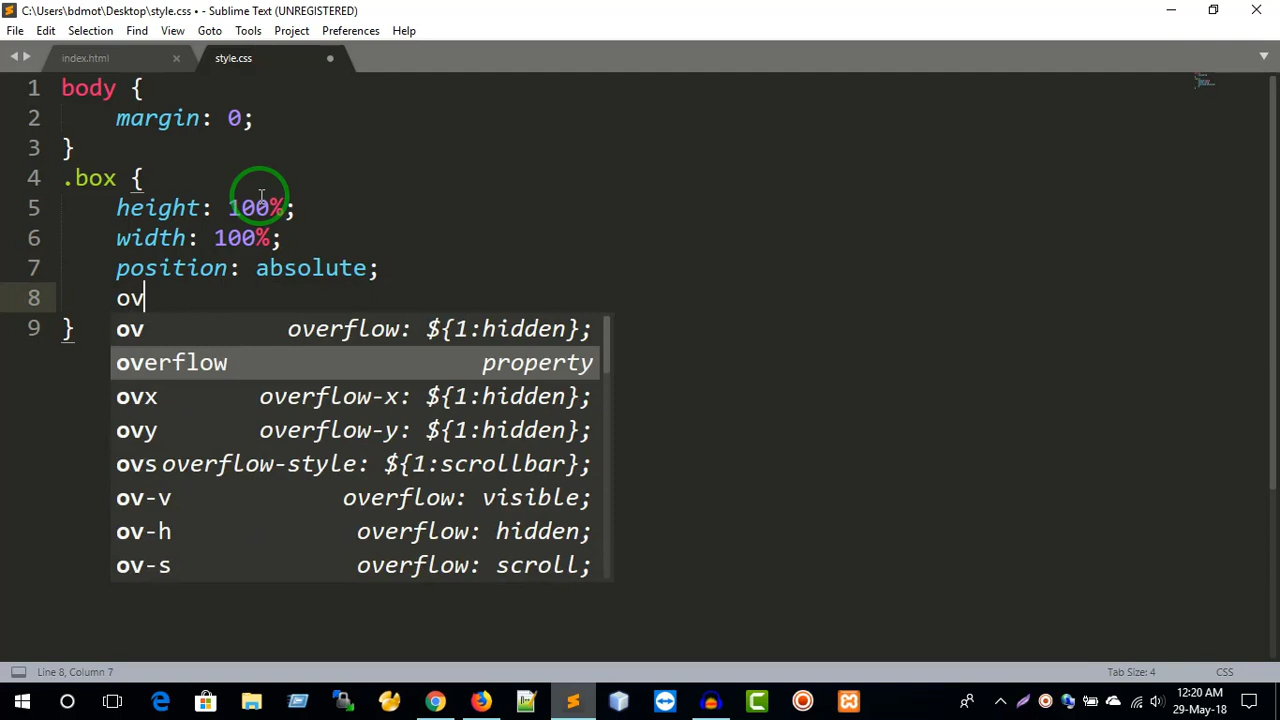 C:\Users\bdmot\Desktop\style.css • - Sublime Text (UNREGISTERED)
File Edit Selection Find View Goto Tools Project Preferences Help
index.html × style.css
1 body {
2 margin: 0;
3 }
4 .box {
5 height: 100%;
6 width: 100%;
7 position: absolute;
8 ov
9 }
ov overflow: ${1:hidden};
overflow property
ovx overflow-x: ${1:hidden};
ovy overflow-y: ${1:hidden};
ovs overflow-style: ${1:scrollbar};
ov-v overflow: visible;
ov-h overflow: hidden;
ov-s overflow: scroll;
Line 8, Column 7 Tab Size: 4 CSS
12:20 AM
29-May-18